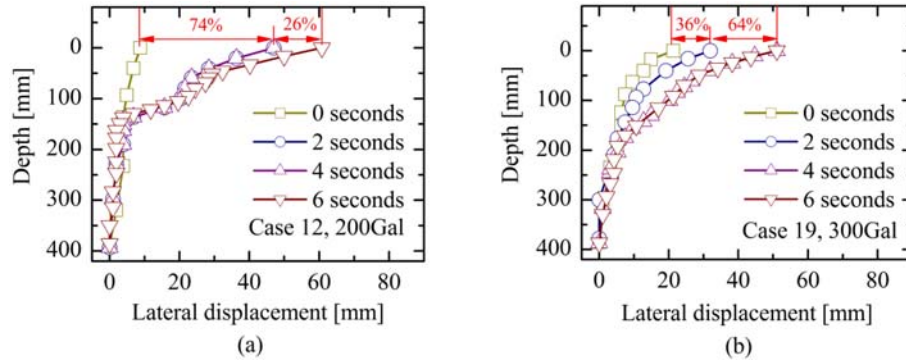 74% 26%
0
100
200
300
400
Depth [mm]
0 seconds
2 seconds
4 seconds
6 seconds
Case 12, 200Gal
0 20 40 60 80
Lateral displacement [mm]
(a)
36% 64%
0
100
200
300
400
Depth [mm]
0 seconds
2 seconds
4 seconds
6 seconds
Case 19, 300Gal
0 20 40 60 80
Lateral displacement [mm]
(b)